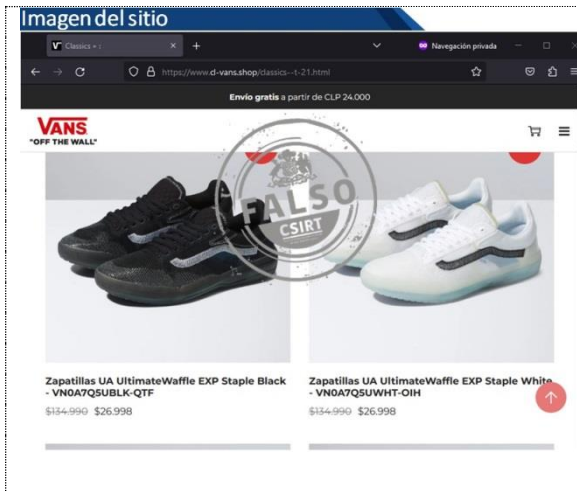 Imagen del sitio
Classics » :
Navegación privada
https://www.cl-vans.shop/classics--t-21.html
Envío gratis a partir de CLP 24.000
VANS
"OFF THE WALL"
FALSO
CSIRT
Zapatillas UA UltimateWaffle EXP Staple Black
- VN0A7Q5UBLK-QTF
$134.990 $26.998
Zapatillas UA UltimateWaffle EXP Staple White
- VN0A7Q5UWHT-OIH
$134.990 $26.998